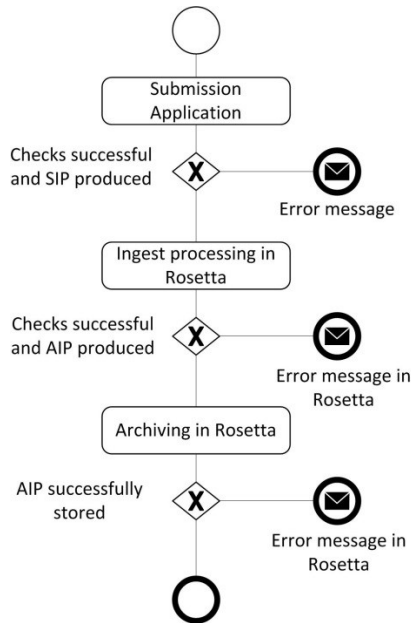 Submission
Application
Checks successful
and SIP produced
X
Error message
Ingest processing in
Rosetta
Checks successful
and AIP produced
X
Error message in
Rosetta
Archiving in Rosetta
AIP successfully
stored
X
Error message in
Rosetta